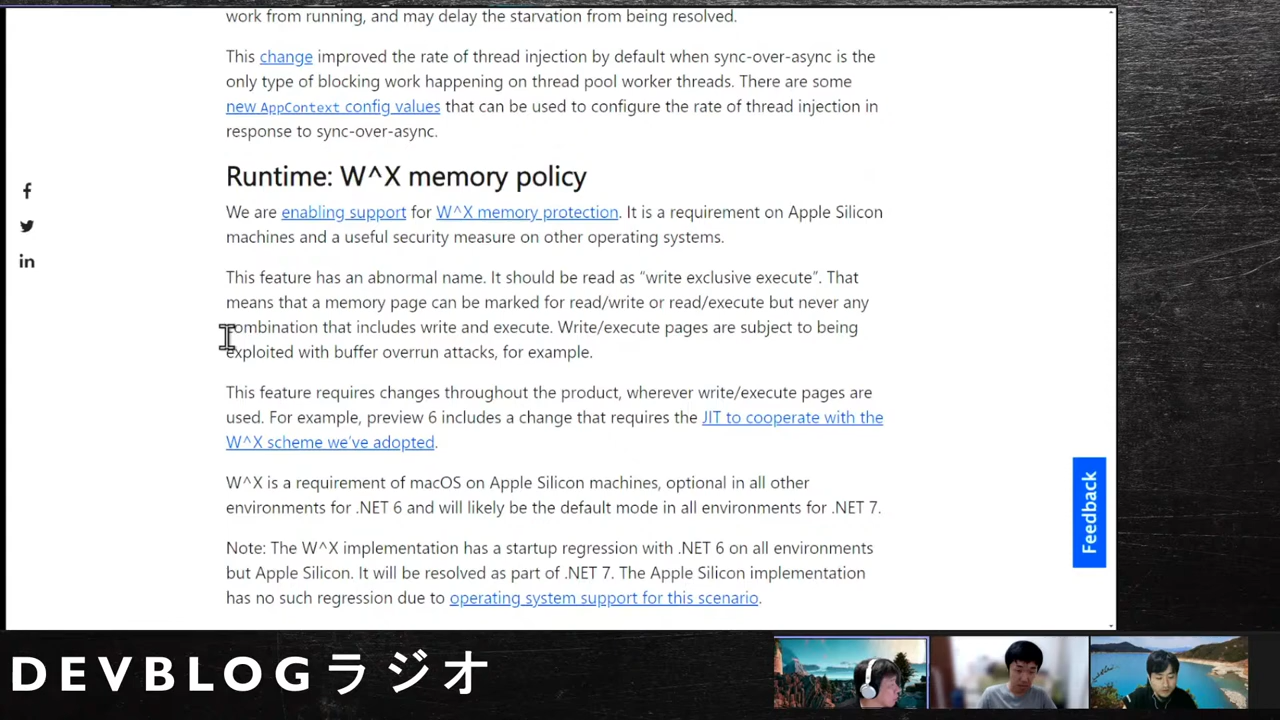 work from running, and may delay the starvation from being resolved.
This change improved the rate of thread injection by default when sync-over-async is the
only type of blocking work happening on thread pool worker threads. There are some
new AppContext config values that can be used to configure the rate of thread injection in
response to sync-over-async.
Runtime: W^X memory policy
We are enabling support for W^X memory protection. It is a requirement on Apple Silicon
machines and a useful security measure on other operating systems.
This feature has an abnormal name. It should be read as “write exclusive execute”. That
means that a memory page can be marked for read/write or read/execute but never any
combination that includes write and execute. Write/execute pages are subject to being
exploited with buffer overrun attacks, for example.
This feature requires changes throughout the product, wherever write/execute pages are
used. For example, preview 6 includes a change that requires the JIT to cooperate with the
W^X scheme we’ve adopted.
W^X is a requirement of macOS on Apple Silicon machines, optional in all other
environments for .NET 6 and will likely be the default mode in all environments for .NET 7.
Note: The W^X implementation has a startup regression with .NET 6 on all environments
but Apple Silicon. It will be resolved as part of .NET 7. The Apple Silicon implementation
has no such regression due to operating system support for this scenario.
Feedback
DEVBLOGラジオ